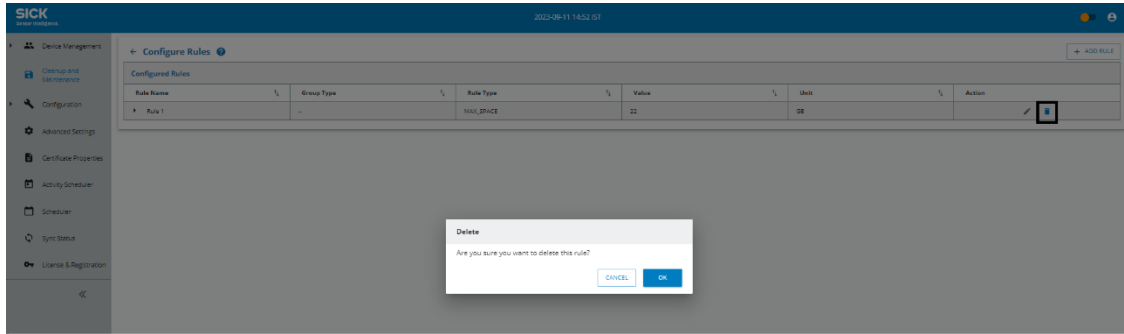 SICK
Sensor Intelligence.
2023-09-11 14:52 IST
Device Management
Cleanup and
Maintenance
Configuration
Advanced Settings
Certificate Properties
Activity Scheduler
Scheduler
Sync Status
License & Registration
Configure Rules
+ ADD RULE
Configured Rules
Rule Name Group Type Rule Type Value Unit Action
Rule 1 - MAX_SPACE 22 GB
Delete
Are you sure you want to delete this rule?
CANCEL OK